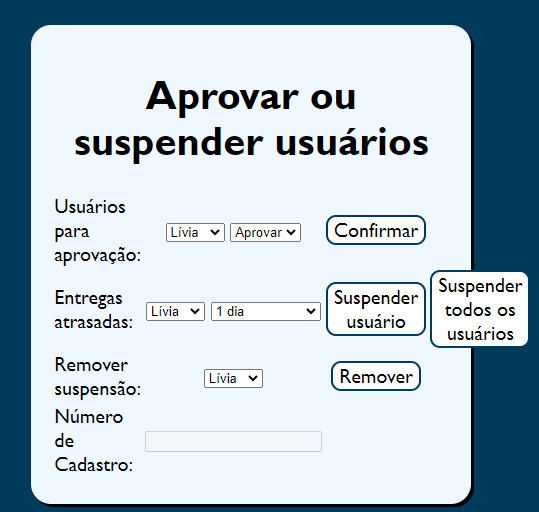 Aprovar ou
suspender usuários
Usuários
para
aprovação:
Lívia
Aprovar
Confirmar
Entregas
atrasadas:
Lívia
1 dia
Suspender
usuário
Suspender
todos os
usuários
Remover
suspensão:
Lívia
Remover
Número
de
Cadastro: